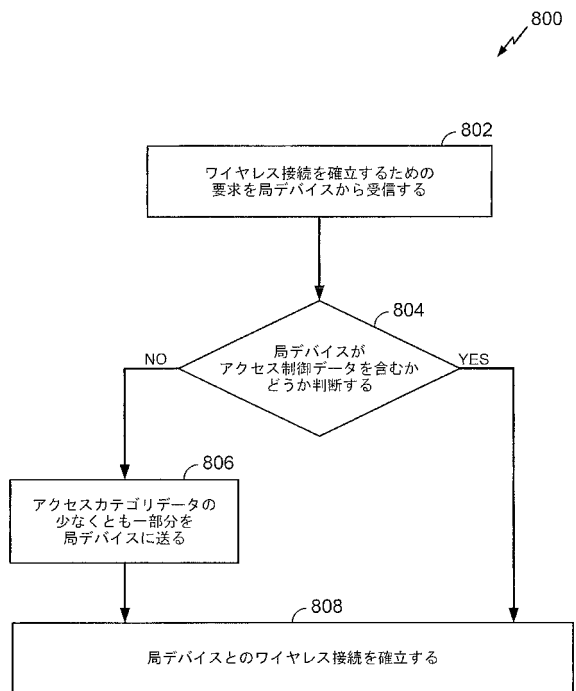 800
802
ワイヤレス接続を確立するための
要求を局デバイスから受信する
804
局デバイスが
アクセス制御データを含むか
どうか判断する
NO
YES
806
アクセスカテゴリデータの
少なくとも一部分を
局デバイスに送る
808
局デバイスとのワイヤレス接続を確立する